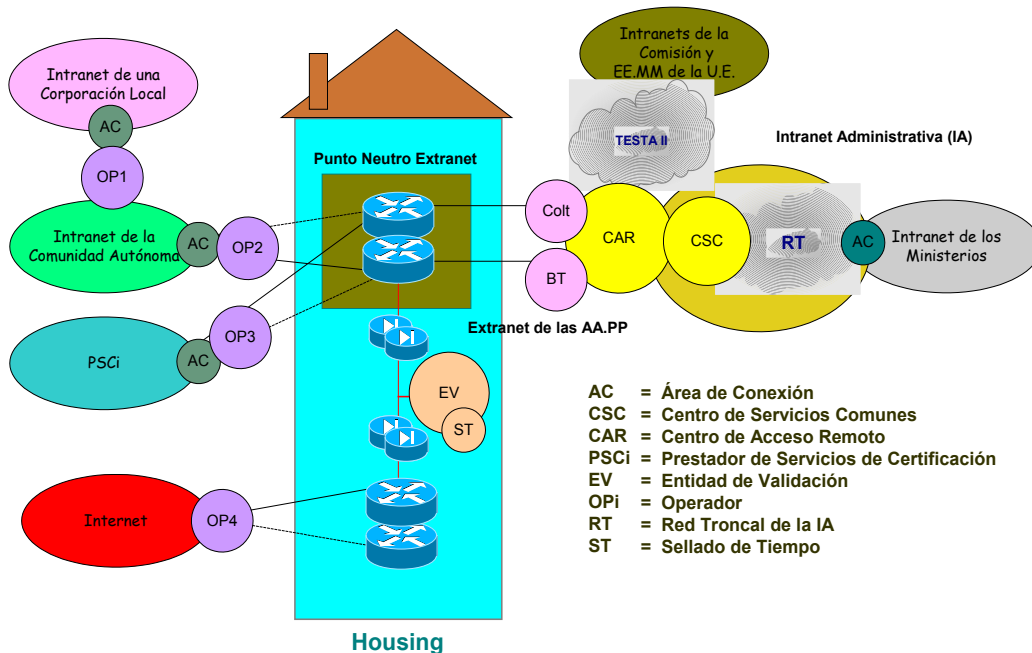 Intranet de una
Corporación Local
AC
OP1
Intranet de la
Comunidad Autónoma
AC
OP2
PSCi
AC
OP3
Internet
OP4
Punto Neutro Extranet
EV
ST
Housing
Intranets de la
Comisión y
EE.MM de la U.E.
TESTA II
Intranet Administrativa (IA)
Colt
BT
CAR
CSC
RT
AC
Intranet de los
Ministerios
Extranet de las AA.PP
AC = Área de Conexión
CSC = Centro de Servicios Comunes
CAR = Centro de Acceso Remoto
PSCi = Prestador de Servicios de Certificación
EV = Entidad de Validación
OPi = Operador
RT = Red Troncal de la IA
ST = Sellado de Tiempo